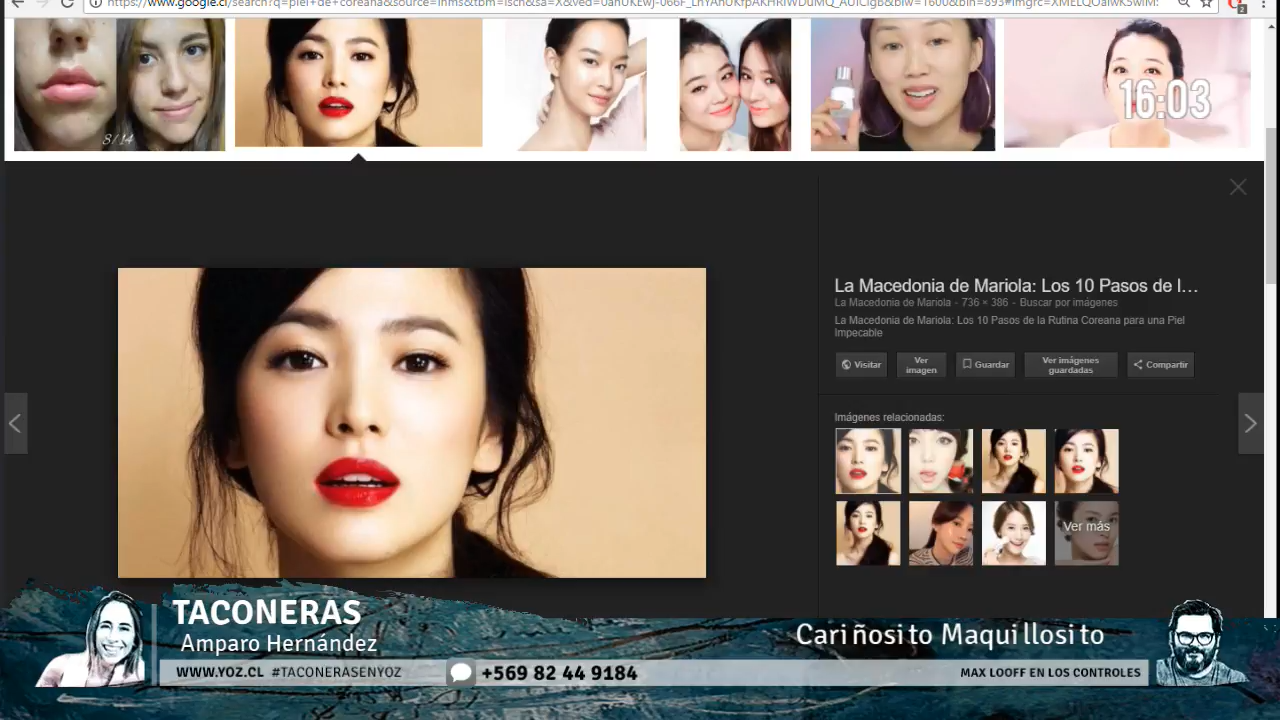 8/14
16:03
La Macedonia de Mariola: Los 10 Pasos de l...
La Macedonia de Mariola - 736 × 386 - Buscar por imágenes
La Macedonia de Mariola: Los 10 Pasos de la Rutina Coreana para una Piel
Impecable
Visitar
Ver imagen
Guardar
Ver imágenes guardadas
Compartir
Imágenes relacionadas:
Ver más
TACONERAS
Amparo Hernández
Cariñosito Maquillosito
WWW.YOZ.CL #TACONERASENYOZ
+569 82 44 9184
MAX LOOFF EN LOS CONTROLES